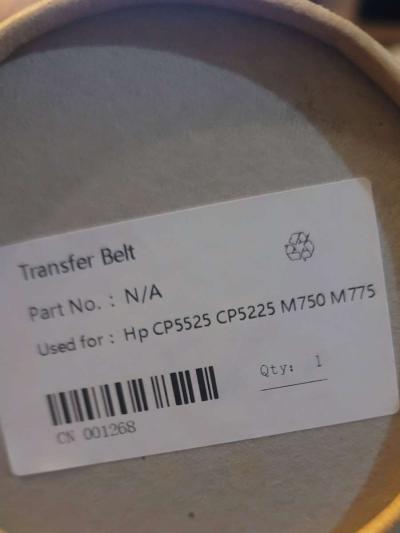 Transfer Belt
Part No. : N/A
Used for : Hp CP5525 CP5225 M750 M775
Qty: 1
CN 001268